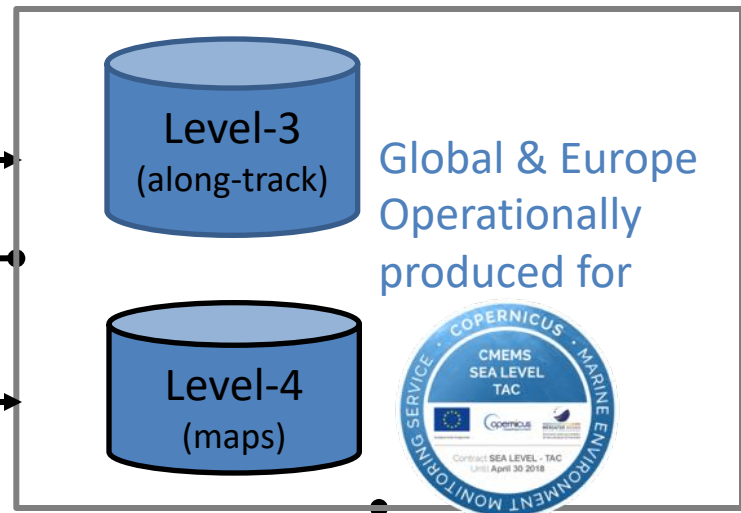 Level-3
(along-track)
Global & Europe
Operationally
produced for
Level-4
(maps)
COPERNICUS · MARINE ENVIRONMENT MONITORING SERVICE ·
CMEMS
SEA LEVEL
TAC
opernicus
Contract SEA LEVEL - TAC
Until April 30 2018